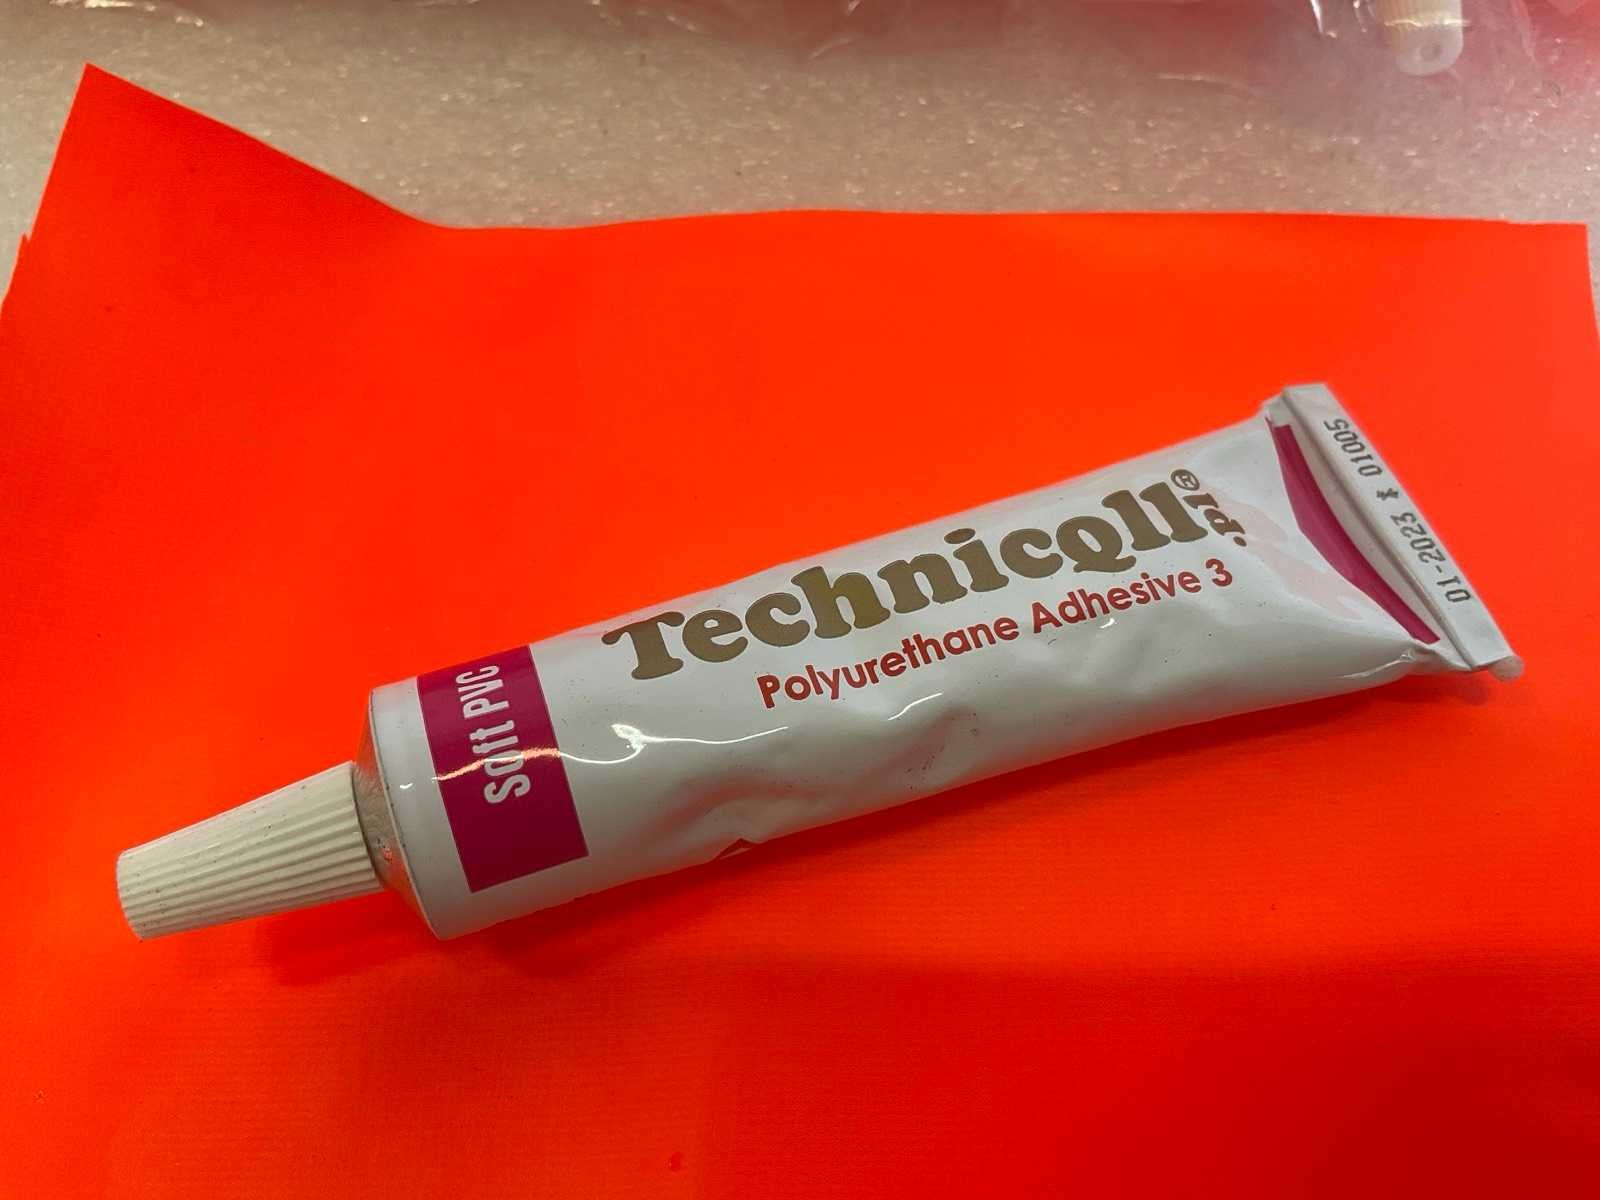 Technicqll®.pl
Polyurethane Adhesive 3
Soft PVC
01-2023 * 01005